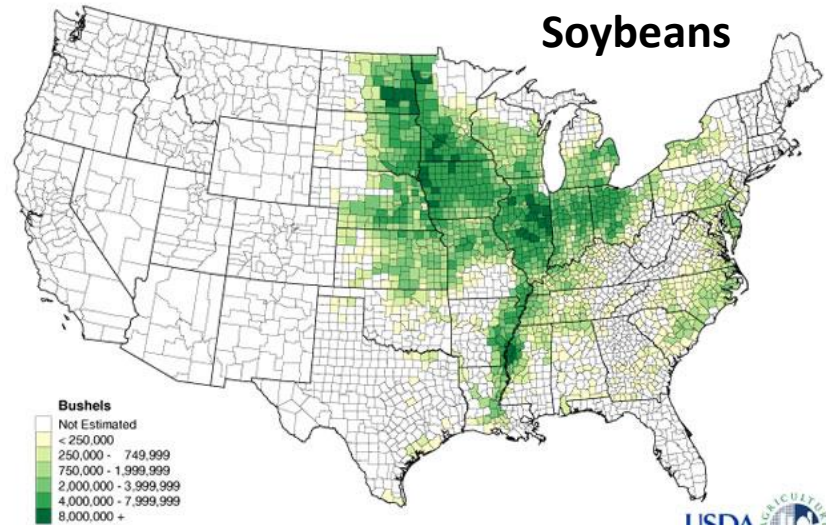 Soybeans
Bushels
Not Estimated
< 250,000
250,000 - 749,999
750,000 - 1,999,999
2,000,000 - 3,999,999
4,000,000 - 7,999,999
8,000,000 +
USDA
AGRICULTUR